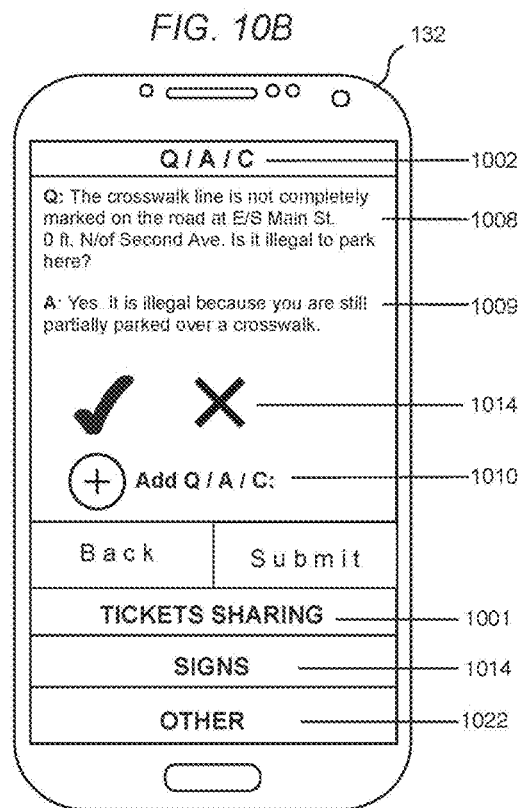 FIG. 10B
132
Q / A / C
1002
Q: The crosswalk line is not completely
marked on the road at E/S Main St.
0 ft. N/of Second Ave. Is it illegal to park
here?
1008
A: Yes. It is illegal because you are still
partially parked over a crosswalk.
1009
1014
+ Add Q / A / C:
1010
Back
Submit
TICKETS SHARING
1001
SIGNS
1014
OTHER
1022